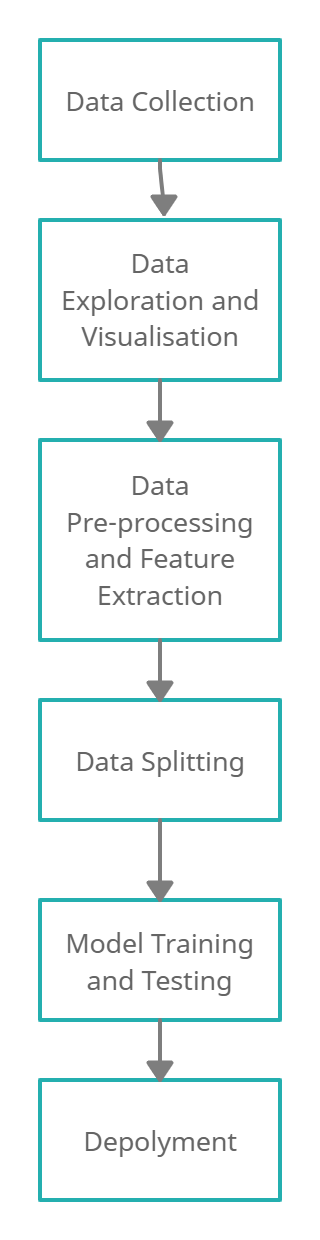 Data Collection
Data
Exploration and
Visualisation
Data
Pre-processing
and Feature
Extraction
Data Splitting
Model Training
and Testing
Depolyment